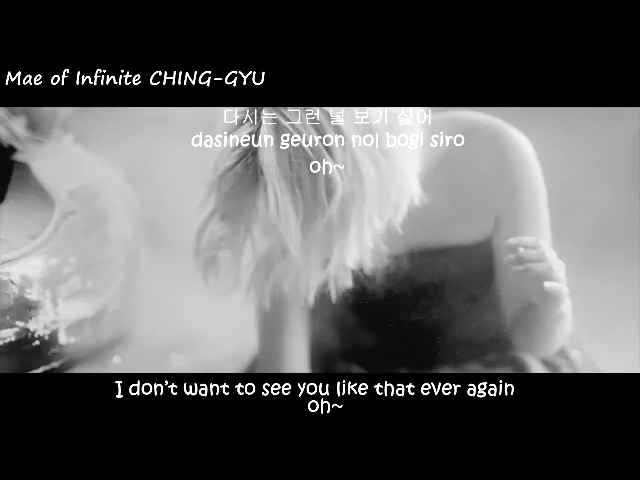 Mae of Infinite CHING-GYU
다시는 그런 널 보기 싫어
dasineun geuron nol bogi siro
oh~
I don't want to see you like that ever again
oh~